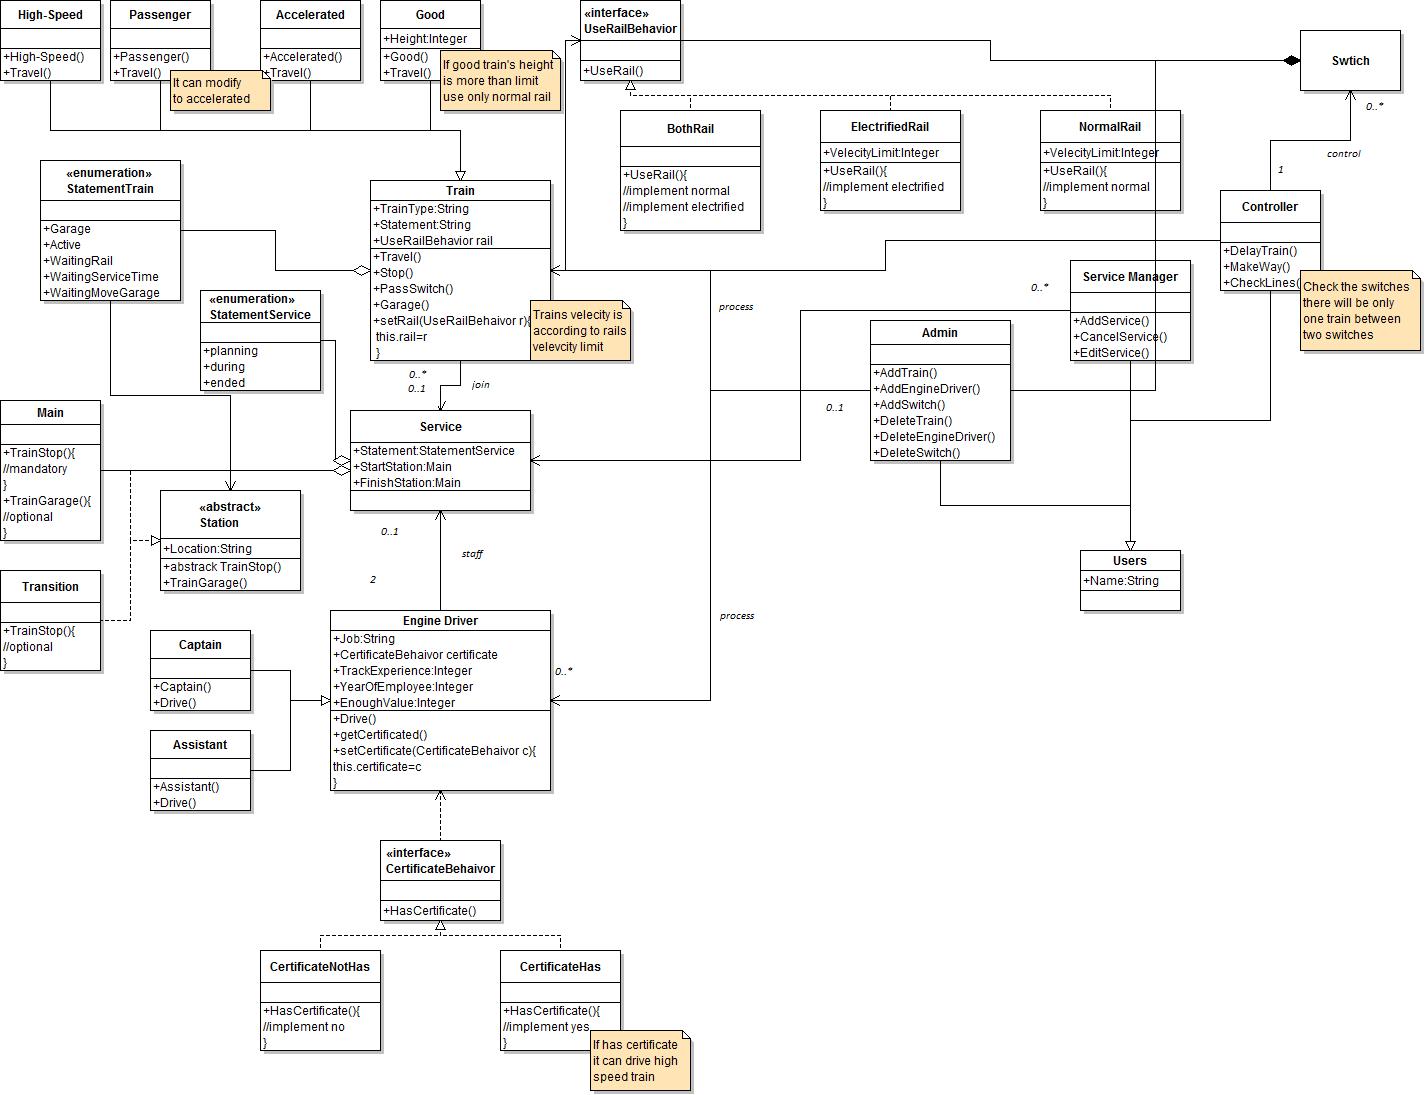 High-Speed
+High-Speed()
+Travel()
Passenger
+Passenger()
+Travel()
It can modify
to accelerated
Accelerated
+Accelerated()
+Travel()
Good
+Height:Integer
+Good()
+Travel()
If good train's height
is more than limit
use only normal rail
«interface»
UseRailBehavior
+UseRail()
Swtich
0..*
control
1
BothRail
+UseRail(){
//implement normal
//implement electrified
}
ElectrifiedRail
+VelecityLimit:Integer
+UseRail(){
//implement electrified
}
NormalRail
+VelecityLimit:Integer
+UseRail(){
//implement normal
}
«enumeration»
StatementTrain
+Garage
+Active
+WaitingRail
+WaitingServiceTime
+WaitingMoveGarage
Train
+TrainType:String
+Statement:String
+UseRailBehavior rail
+Travel()
+Stop()
+PassSwitch()
+Garage()
+setRail(UseRailBehaivor r){
this.rail=r
}
Trains velecity is
according to rails
velevcity limit
Controller
+DelayTrain()
+MakeWay()
+CheckLines(
Check the switches
there will be only
one train between
two switches
0..*
process
Service Manager
+AddService()
+CancelService()
+EditService()
«enumeration»
StatementService
+planning
+during
+ended
Admin
+AddTrain()
+AddEngineDriver()
+AddSwitch()
+DeleteTrain()
+DeleteEngineDriver()
+DeleteSwitch()
0..1
0..*
0..1
join
Main
+TrainStop(){
//mandatory
}
+TrainGarage(){
//optional
}
Service
+Statement:StatementService
+StartStation:Main
+FinishStation:Main
«abstract»
Station
+Location:String
+abstrack TrainStop()
+TrainGarage()
0..1
staff
2
Users
+Name:String
Transition
+TrainStop(){
//optional
}
process
0..*
Engine Driver
+Job:String
+CertificateBehaivor certificate
+TrackExperience:Integer
+YearOfEmployee:Integer
+EnoughValue:Integer
+Drive()
+getCertificated()
+setCertificate(CertificateBehaivor c){
this.certificate=c
}
Captain
+Captain()
+Drive()
Assistant
+Assistant()
+Drive()
«interface»
CertificateBehaivor
+HasCertificate()
CertificateNotHas
+HasCertificate(){
//implement no
}
CertificateHas
+HasCertificate(){
//implement yes
}
If has certificate
it can drive high
speed train